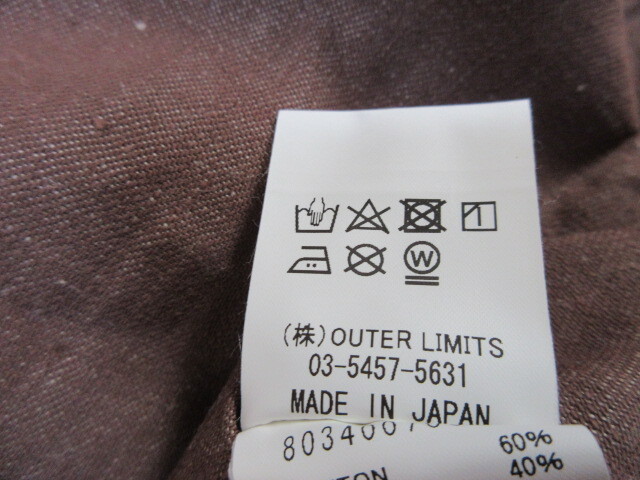 W
(株)OUTER LIMITS
03-5457-5631
MADE IN JAPAN
60%
40%